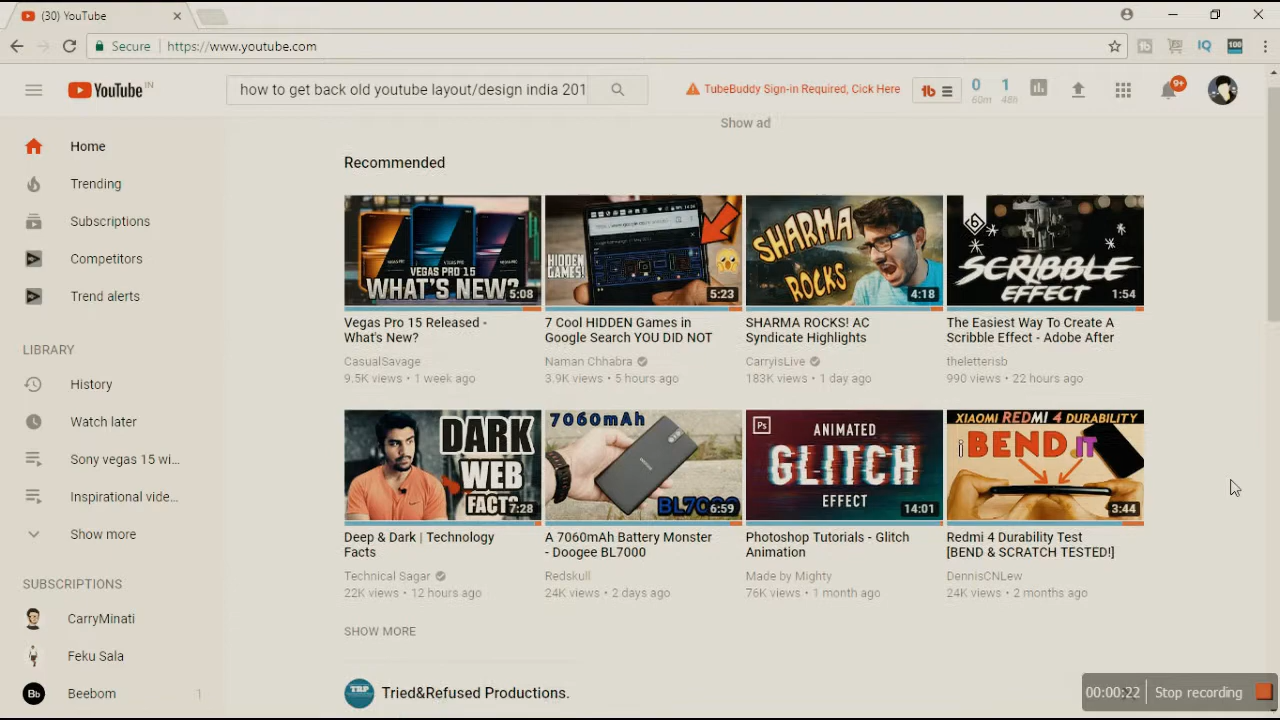 (30) YouTube
Secure
https://www.youtube.com
100
YouTube IN
how to get back old youtube layout/design india 201
TubeBuddy Sign-in Required, Click Here
tb
0
60m
1
48h
9+
Show ad
Home
Trending
Subscriptions
Competitors
Trend alerts
LIBRARY
History
Watch later
Sony vegas 15 wi...
Inspirational vide...
Show more
SUBSCRIPTIONS
CarryMinati
Feku Sala
Bb
Beebom
1
Recommended
VEGAS PRO 15
WHAT'S NEW?
5:08
HIDDEN
GAMES!
5:23
SHARMA
ROCKS
4:18
SCRIBBLE
EFFECT
1:54
Vegas Pro 15 Released -
What's New?
CasualSavage
9.5K views • 1 week ago
7 Cool HIDDEN Games in
Google Search YOU DID NOT
Naman Chhabra
3.9K views • 5 hours ago
SHARMA ROCKS! AC
Syndicate Highlights
CarryisLive
183K views • 1 day ago
The Easiest Way To Create A
Scribble Effect - Adobe After
theletterisb
990 views • 22 hours ago
DARK
WEB
FACTS
7:28
7060mAh
BL7000
6:59
Ps
ANIMATED
GLITCH
EFFECT
14:01
XIAOMI REDMI 4 DURABILITY
i BEND IT
3:44
Deep & Dark | Technology
Facts
Technical Sagar
22K views • 12 hours ago
A 7060mAh Battery Monster
- Doogee BL7000
Redskull
24K views • 2 days ago
Photoshop Tutorials - Glitch
Animation
Made by Mighty
76K views • 1 month ago
Redmi 4 Durability Test
[BEND & SCRATCH TESTED!]
DennisCNLew
24K views • 2 months ago
SHOW MORE
TRP
Tried&Refused Productions.
00:00:22
Stop recording